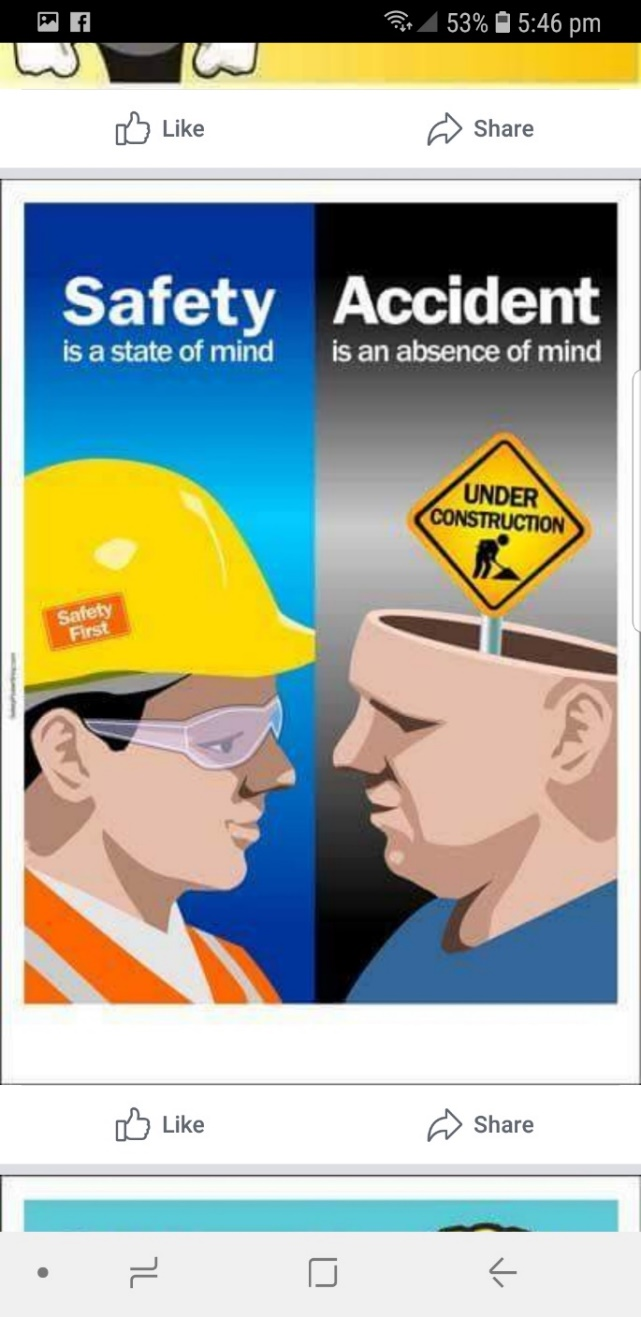 53% 5:46 pm
Like Share
Safety
is a state of mind
Accident
is an absence of mind
UNDER
CONSTRUCTION
Safety
First
Like Share